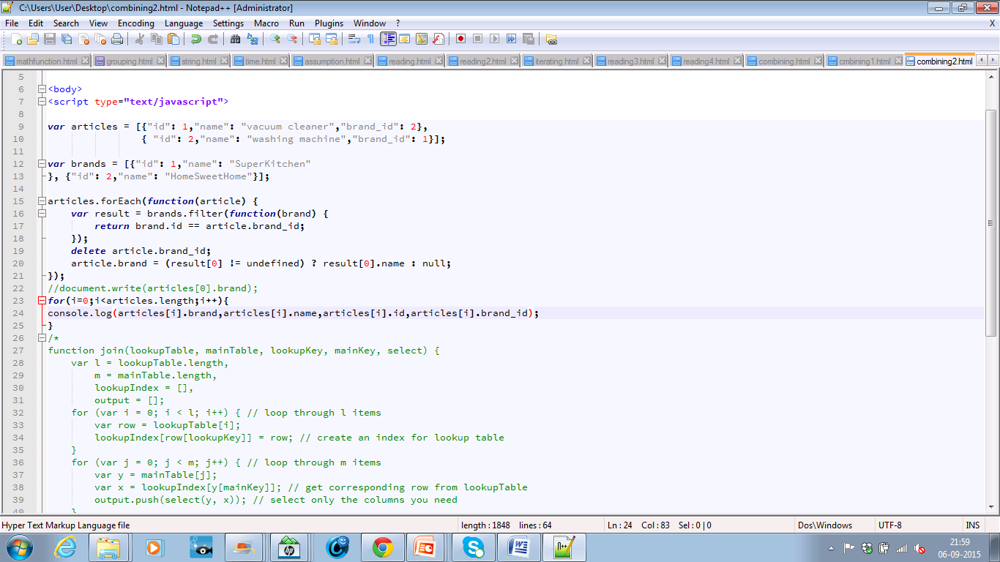 C:\Users\User\Desktop\combining2.html - Notepad++ [Administrator]
File Edit Search View Encoding Language Settings Macro Run Plugins Window ? X
mathfunction.html grouping.html string.html time.html assumption.html reading.html reading2.html iterating.html reading3.html reading4.html combining.html cmbining1.html combining2.html
5
6 <body>
7 <script type="text/javascript">
8
9 var articles = [{"id": 1,"name": "vacuum cleaner","brand_id": 2},
10 { "id": 2,"name": "washing machine","brand_id": 1}];
11
12 var brands = [{"id": 1,"name": "SuperKitchen"
13 }, {"id": 2,"name": "HomeSweetHome"}];
14
15 articles.forEach(function(article) {
16 var result = brands.filter(function(brand) {
17 return brand.id == article.brand_id;
18 });
19 delete article.brand_id;
20 article.brand = (result[0] != undefined) ? result[0].name : null;
21 });
22 //document.write(articles[0].brand);
23 for(i=0;i<articles.length;i++){
24 console.log(articles[i].brand,articles[i].name,articles[i].id,articles[i].brand_id);
25 }
26 /*
27 function join(lookupTable, mainTable, lookupKey, mainKey, select) {
28 var l = lookupTable.length,
29 m = mainTable.length,
30 lookupIndex = [],
31 output = [];
32 for (var i = 0; i < l; i++) { // loop through l items
33 var row = lookupTable[i];
34 lookupIndex[row[lookupKey]] = row; // create an index for lookup table
35 }
36 for (var j = 0; j < m; j++) { // loop through m items
37 var y = mainTable[j];
38 var x = lookupIndex[y[mainKey]]; // get corresponding row from lookupTable
39 output.push(select(y, x)); // select only the columns you need
40 }
Hyper Text Markup Language file length : 1848 lines : 64 Ln : 24 Col : 83 Sel : 0 | 0 Dos\Windows UTF-8 INS
21:59
06-09-2015